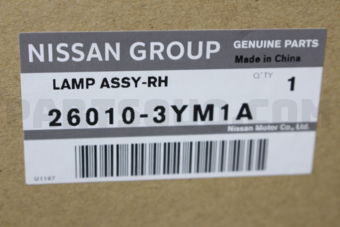 NISSAN GROUP
GENUINE PARTS
Made in China
LAMP ASSY-RH
Q'TY 1
26010-3YM1A
Nissan Motor Co., Ltd.